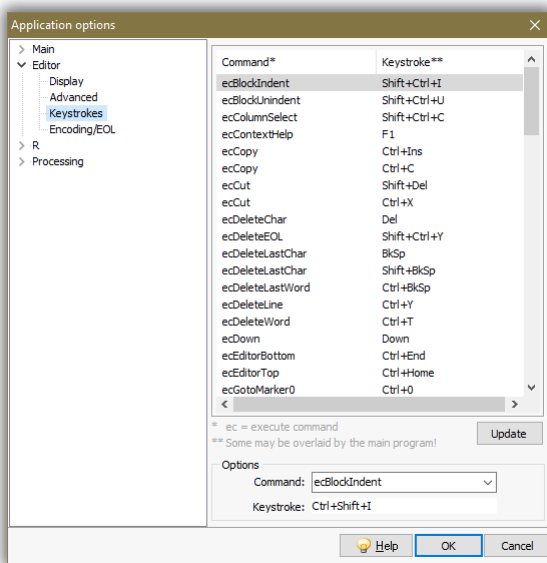 Application options
Main
Editor
Display
Advanced
Keystrokes
Encoding/EOL
R
Processing
Command* Keystroke**
ecBlockIndent Shift+Ctrl+I
ecBlockUnindent Shift+Ctrl+U
ecColumnSelect Shift+Ctrl+C
ecContextHelp F1
ecCopy Ctrl+Ins
ecCopy Ctrl+C
ecCut Shift+Del
ecCut Ctrl+X
ecDeleteChar Del
ecDeleteEOL Shift+Ctrl+Y
ecDeleteLastChar BkSp
ecDeleteLastChar Shift+BkSp
ecDeleteLastWord Ctrl+BkSp
ecDeleteLine Ctrl+Y
ecDeleteWord Ctrl+T
ecDown Down
ecEditorBottom Ctrl+End
ecEditorTop Ctrl+Home
ecGotoMarker0 Ctrl+0
* ec = execute command
** Some may be overlaid by the main program!
Update
Options
Command: ecBlockIndent
Keystroke: Ctrl+Shift+I
Help OK Cancel